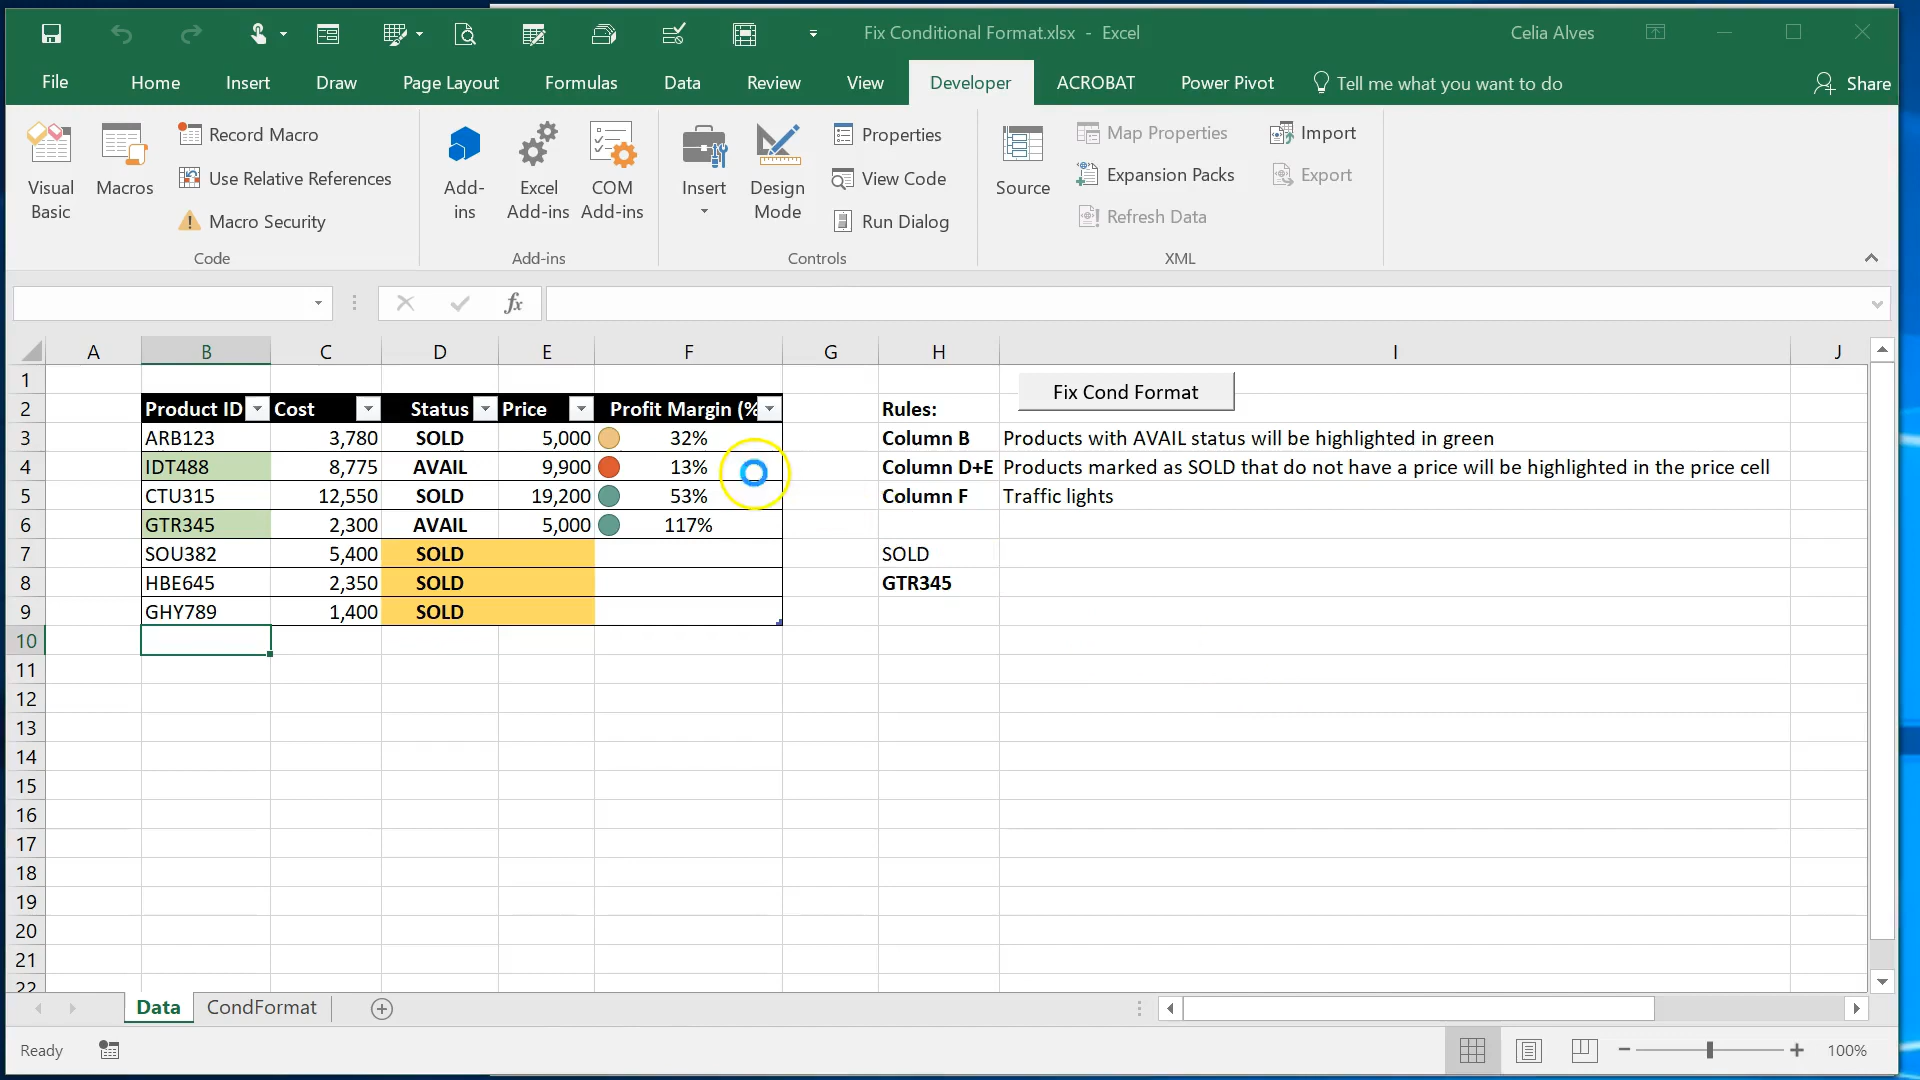 Fix Conditional Format.xlsx - Excel
Celia Alves
File Home Insert Draw Page Layout Formulas Data Review View Developer ACROBAT Power Pivot Tell me what you want to do Share
Visual Basic
Macros
Record Macro
Use Relative References
Macro Security
Code
Add-ins
Excel Add-ins
COM Add-ins
Add-ins
Insert
Design Mode
Properties
View Code
Run Dialog
Controls
Source
Map Properties
Expansion Packs
Refresh Data
Import
Export
XML
fx
A B C D E F G H I J
1 Fix Cond Format
2 Product ID Cost Status Price Profit Margin (% Rules:
3 ARB123 3,780 SOLD 5,000 32% Column B Products with AVAIL status will be highlighted in green
4 IDT488 8,775 AVAIL 9,900 13% Column D+E Products marked as SOLD that do not have a price will be highlighted in the price cell
5 CTU315 12,550 SOLD 19,200 53% Column F Traffic lights
6 GTR345 2,300 AVAIL 5,000 117%
7 SOU382 5,400 SOLD SOLD
8 HBE645 2,350 SOLD GTR345
9 GHY789 1,400 SOLD
10
11
12
13
14
15
16
17
18
19
20
21
22
Data CondFormat
Ready 100%